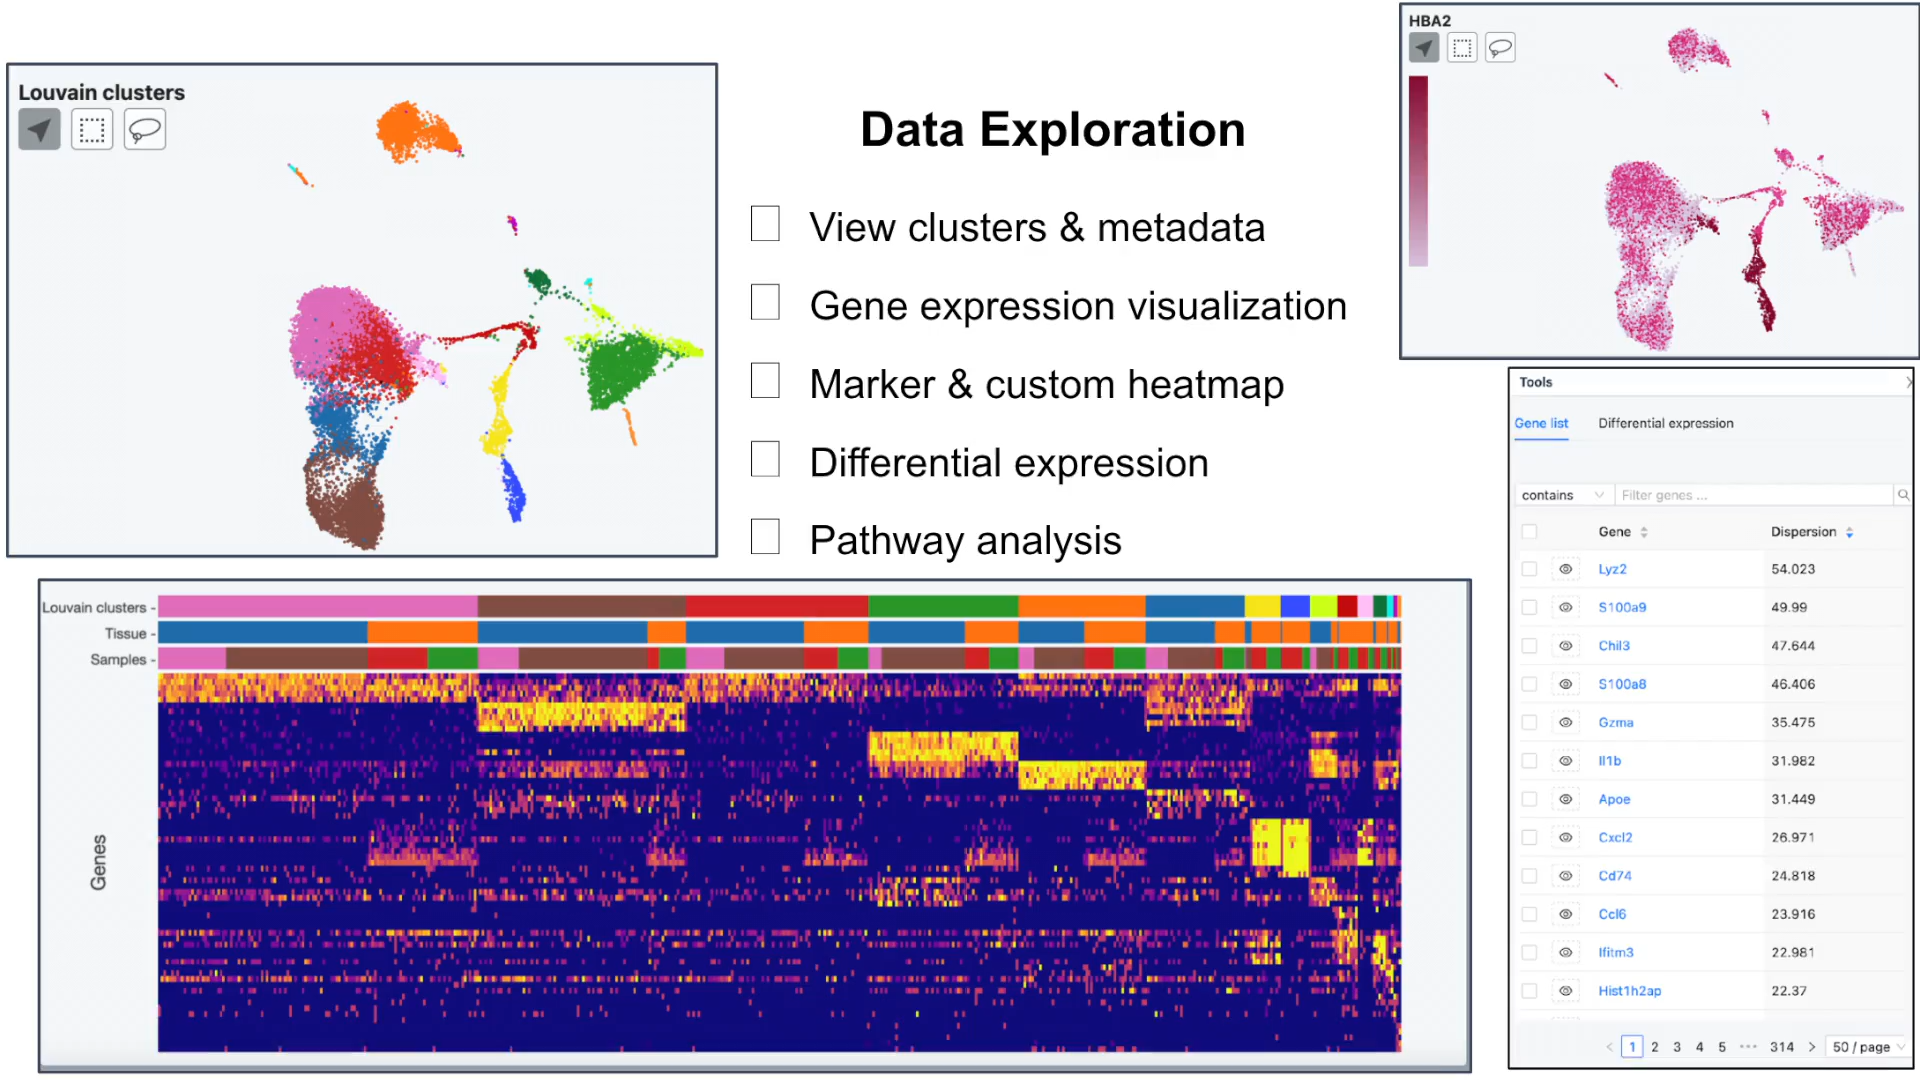 Louvain clusters
Data Exploration
View clusters & metadata
Gene expression visualization
Marker & custom heatmap
Differential expression
Pathway analysis
HBA2
Louvain clusters
Tissue
Samples
Genes
Tools
Gene list Differential expression
contains Filter genes ...
Gene Dispersion
Lyz2 54.023
S100a9 49.99
Chil3 47.644
S100a8 46.406
Gzma 35.475
Il1b 31.982
Apoe 31.449
Cxcl2 26.971
Cd74 24.818
Ccl6 23.916
Ifitm3 22.981
Hist1h2ap 22.37
< 1 2 3 4 5 ••• 314 > 50 / page